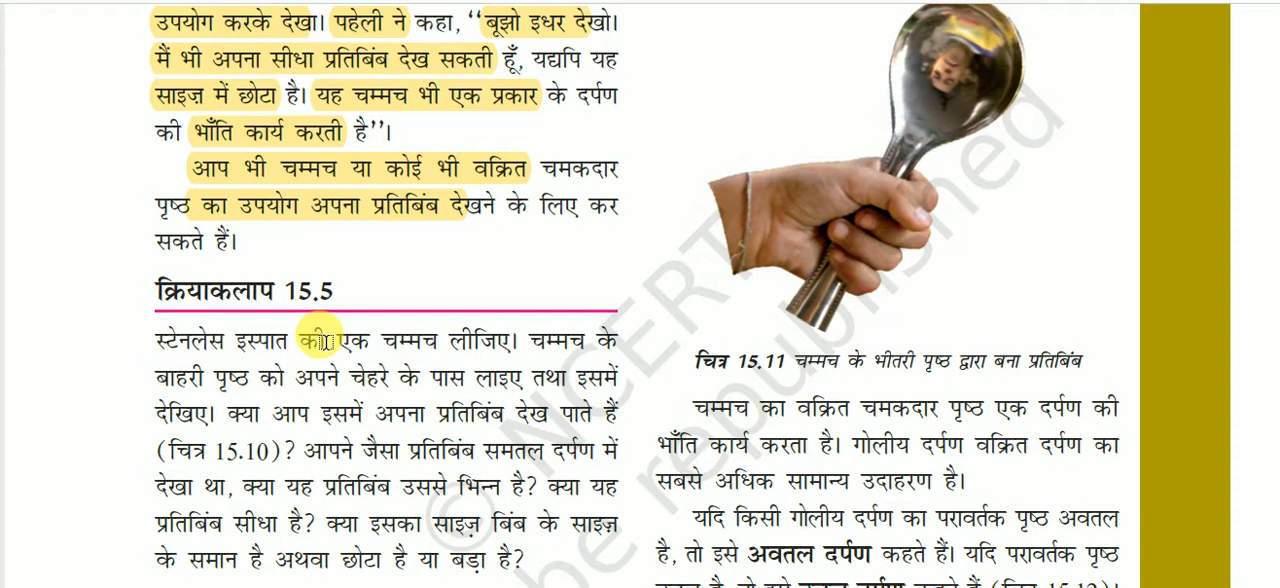 उपयोग करके देखा। पहेली ने कहा, ‘‘बूझो इधर देखो।
मैं भी अपना सीधा प्रतिबिंब देख सकती हूँ, यद्यपि यह
साइज़ में छोटा है। यह चम्मच भी एक प्रकार के दर्पण
की भाँति कार्य करती है’’।
आप भी चम्मच या कोई भी वक्रित चमकदार
पृष्ठ का उपयोग अपना प्रतिबिंब देखने के लिए कर
सकते हैं।
क्रियाकलाप 15.5
स्टेनलेस इस्पात की एक चम्मच लीजिए। चम्मच के
बाहरी पृष्ठ को अपने चेहरे के पास लाइए तथा इसमें
देखिए। क्या आप इसमें अपना प्रतिबिंब देख पाते हैं
(चित्र 15.10)? आपने जैसा प्रतिबिंब समतल दर्पण में
देखा था, क्या यह प्रतिबिंब उससे भिन्न है? क्या यह
प्रतिबिंब सीधा है? क्या इसका साइज़ बिंब के साइज़
के समान है अथवा छोटा है या बड़ा है?
चित्र 15.11 चम्मच के भीतरी पृष्ठ द्वारा बना प्रतिबिंब
चम्मच का वक्रित चमकदार पृष्ठ एक दर्पण की
भाँति कार्य करता है। गोलीय दर्पण वक्रित दर्पण का
सबसे अधिक सामान्य उदाहरण है।
यदि किसी गोलीय दर्पण का परावर्तक पृष्ठ अवतल
है, तो इसे अवतल दर्पण कहते हैं। यदि परावर्तक पृष्ठ
© NCERT
be republished